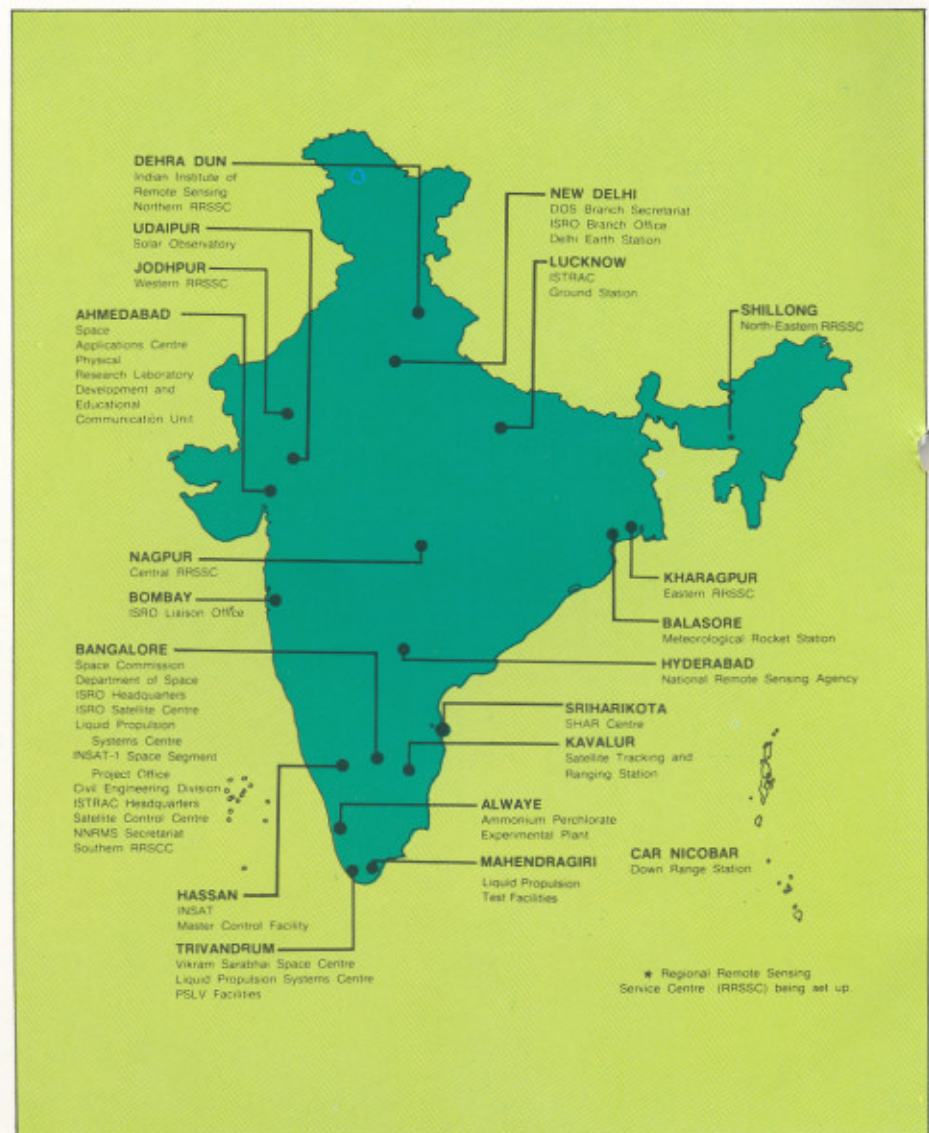 DEHRA DUN
Indian Institute of
Remote Sensing
Northern RRSSC
UDAIPUR
Solar Observatory
JODHPUR
Western RRSSC
AHMEDABAD
Space
Applications Centre
Physical
Research Laboratory
Development and
Educational
Communication Unit
NEW DELHI
DOS Branch Secretariat
ISRO Branch Office
Delhi Earth Station
LUCKNOW
ISTRAC
Ground Station
SHILLONG
North-Eastern RRSSC
NAGPUR
Central RRSSC
BOMBAY
ISRO Liaison Office
BANGALORE
Space Commission
Department of Space
ISRO Headquarters
ISRO Satellite Centre
Liquid Propulsion
Systems Centre
INSAT-1 Space Segment
Project Office
Civil Engineering Division
ISTRAC Headquarters
Satellite Control Centre
NNRMS Secretariat
Southern RRSCC
HASSAN
INSAT
Master Control Facility
TRIVANDRUM
Vikram Sarabhai Space Centre
Liquid Propulsion Systems Centre
PSLV Facilities
KHARAGPUR
Eastern RRSSC
BALASORE
Meteorological Rocket Station
HYDERABAD
National Remote Sensing Agency
SRIHARIKOTA
SHAR Centre
KAVALUR
Satellite Tracking and
Ranging Station
ALWAYE
Ammonium Perchlorate
Experimental Plant
MAHENDRAGIRI
Liquid Propulsion
Test Facilities
CAR NICOBAR
Down Range Station
★ Regional Remote Sensing
Service Centre (RRSSC) being set up.